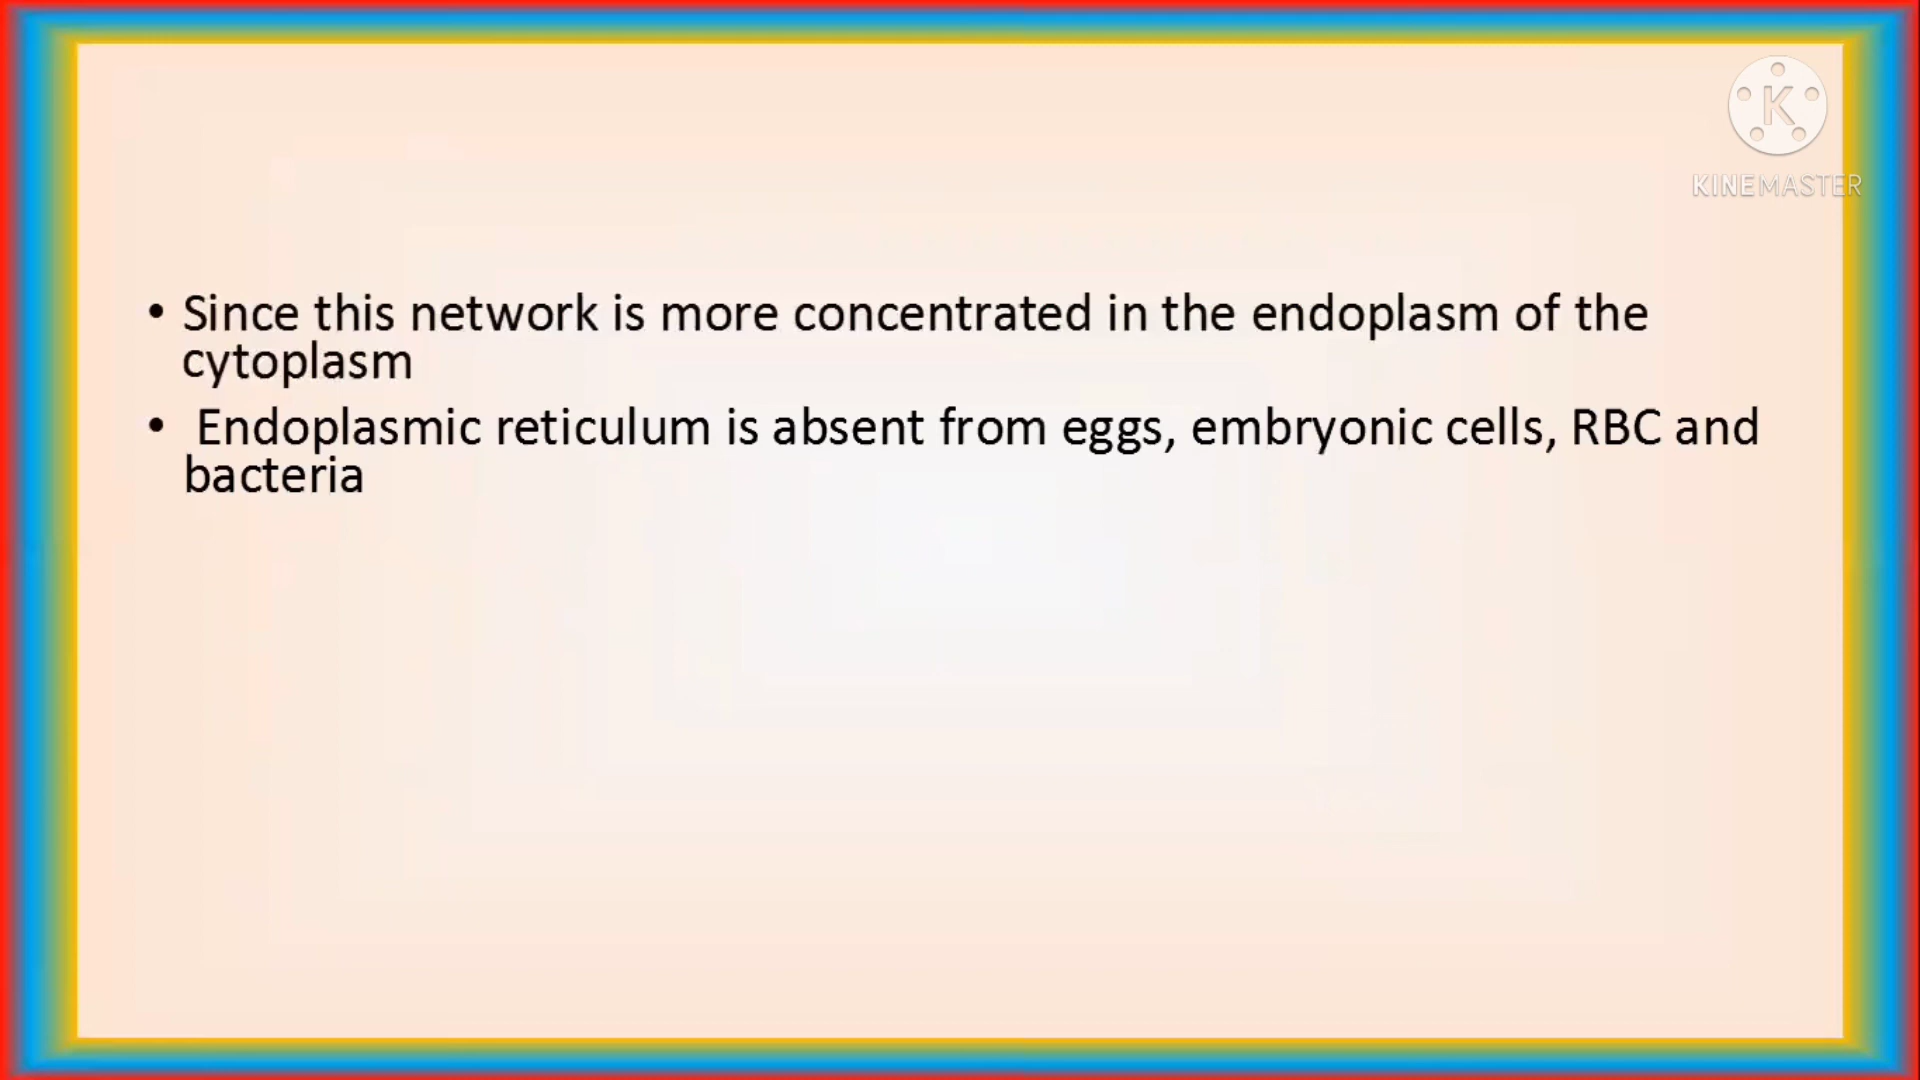 K
KINEMASTER
• Since this network is more concentrated in the endoplasm of the
cytoplasm
• Endoplasmic reticulum is absent from eggs, embryonic cells, RBC and
bacteria